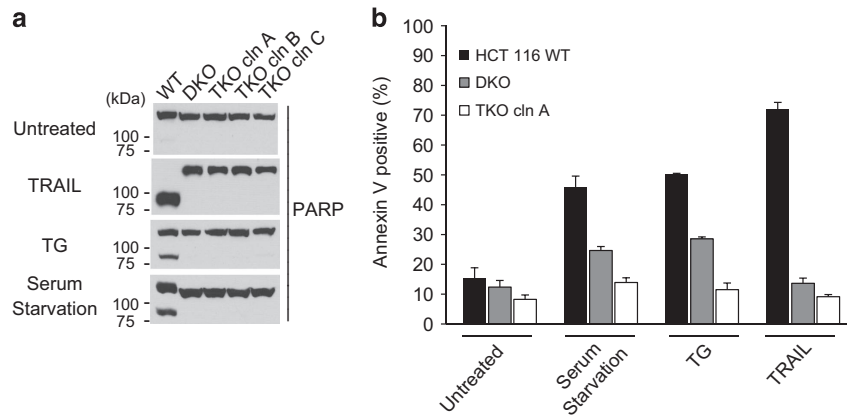 a
WT
DKO
TKO cln A
TKO cln B
TKO cln C
(kDa)
Untreated
100
75
TRAIL
100
75
TG
100
75
Serum
Starvation
100
75
PARP
b
Annexin V positive (%)
100
90
80
70
60
50
40
30
20
10
0
HCT 116 WT
DKO
TKO cln A
Untreated
Serum
Starvation
TG
TRAIL